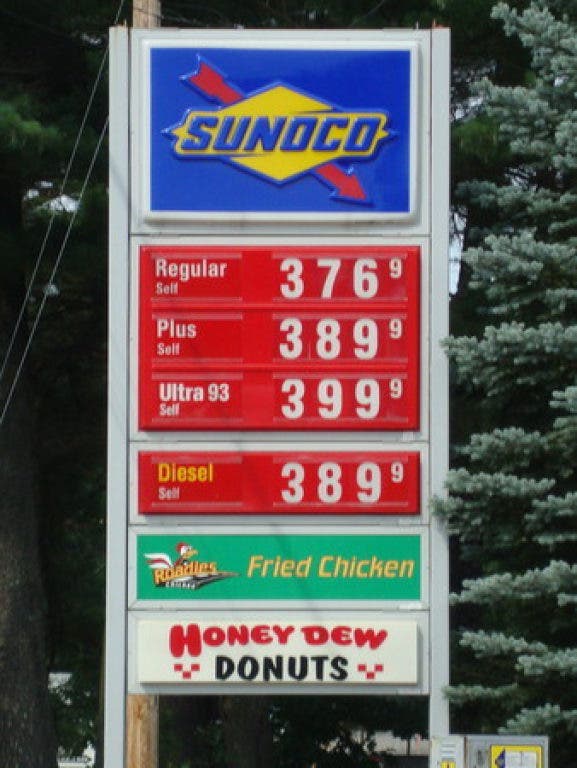 SUNOCO
Regular 376 9
Self
Plus 389 9
Self
Ultra 93 399 9
Self
Diesel 389 9
Self
Roadies Fried Chicken
CHICKEN
HONEY DEW
DONUTS